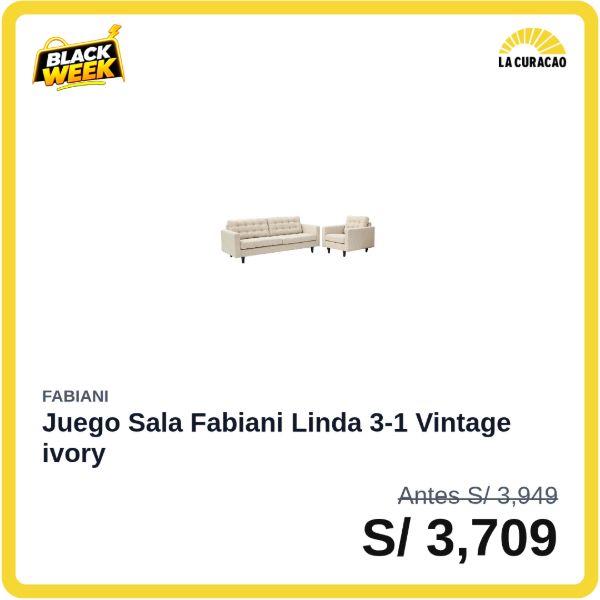 BLACK
WEEK
LA CURACAO
FABIANI
Juego Sala Fabiani Linda 3-1 Vintage
ivory
Antes S/ 3,949
S/ 3,709